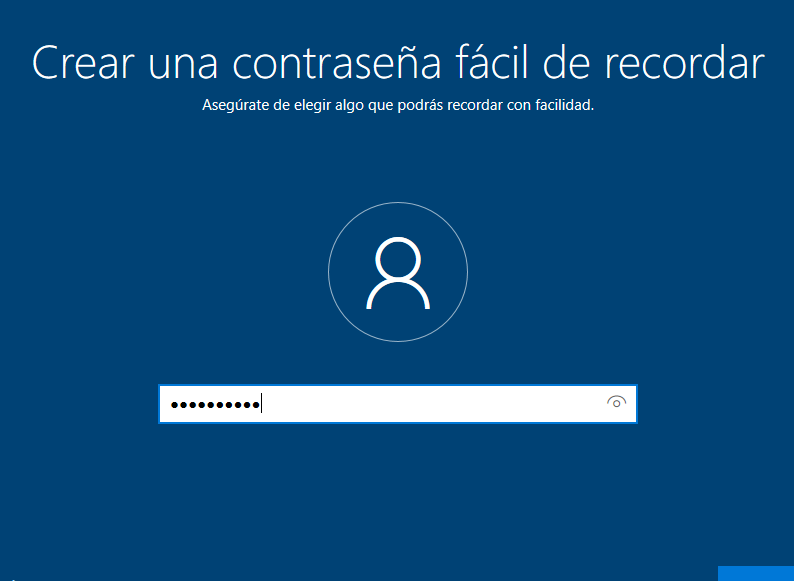 Crear una contraseña fácil de recordar
Asegúrate de elegir algo que podrás recordar con facilidad.
••••••••••